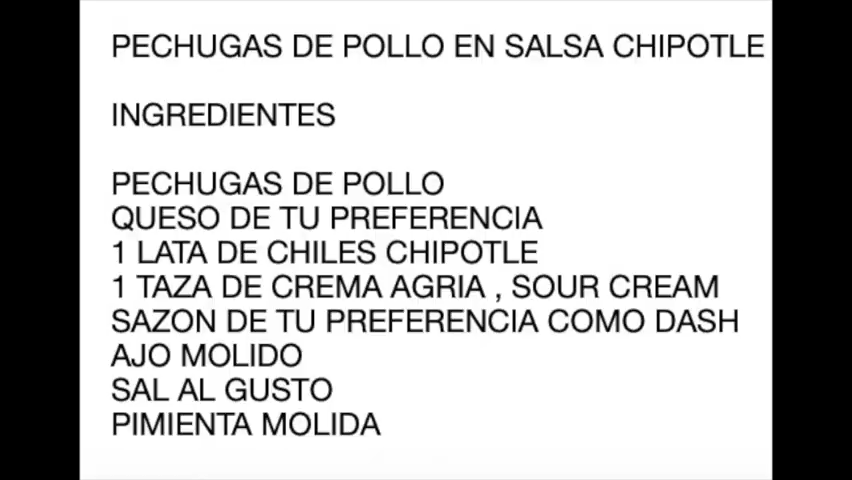 PECHUGAS DE POLLO EN SALSA CHIPOTLE
INGREDIENTES
PECHUGAS DE POLLO
QUESO DE TU PREFERENCIA
1 LATA DE CHILES CHIPOTLE
1 TAZA DE CREMA AGRIA , SOUR CREAM
SAZON DE TU PREFERENCIA COMO DASH
AJO MOLIDO
SAL AL GUSTO
PIMIENTA MOLIDA